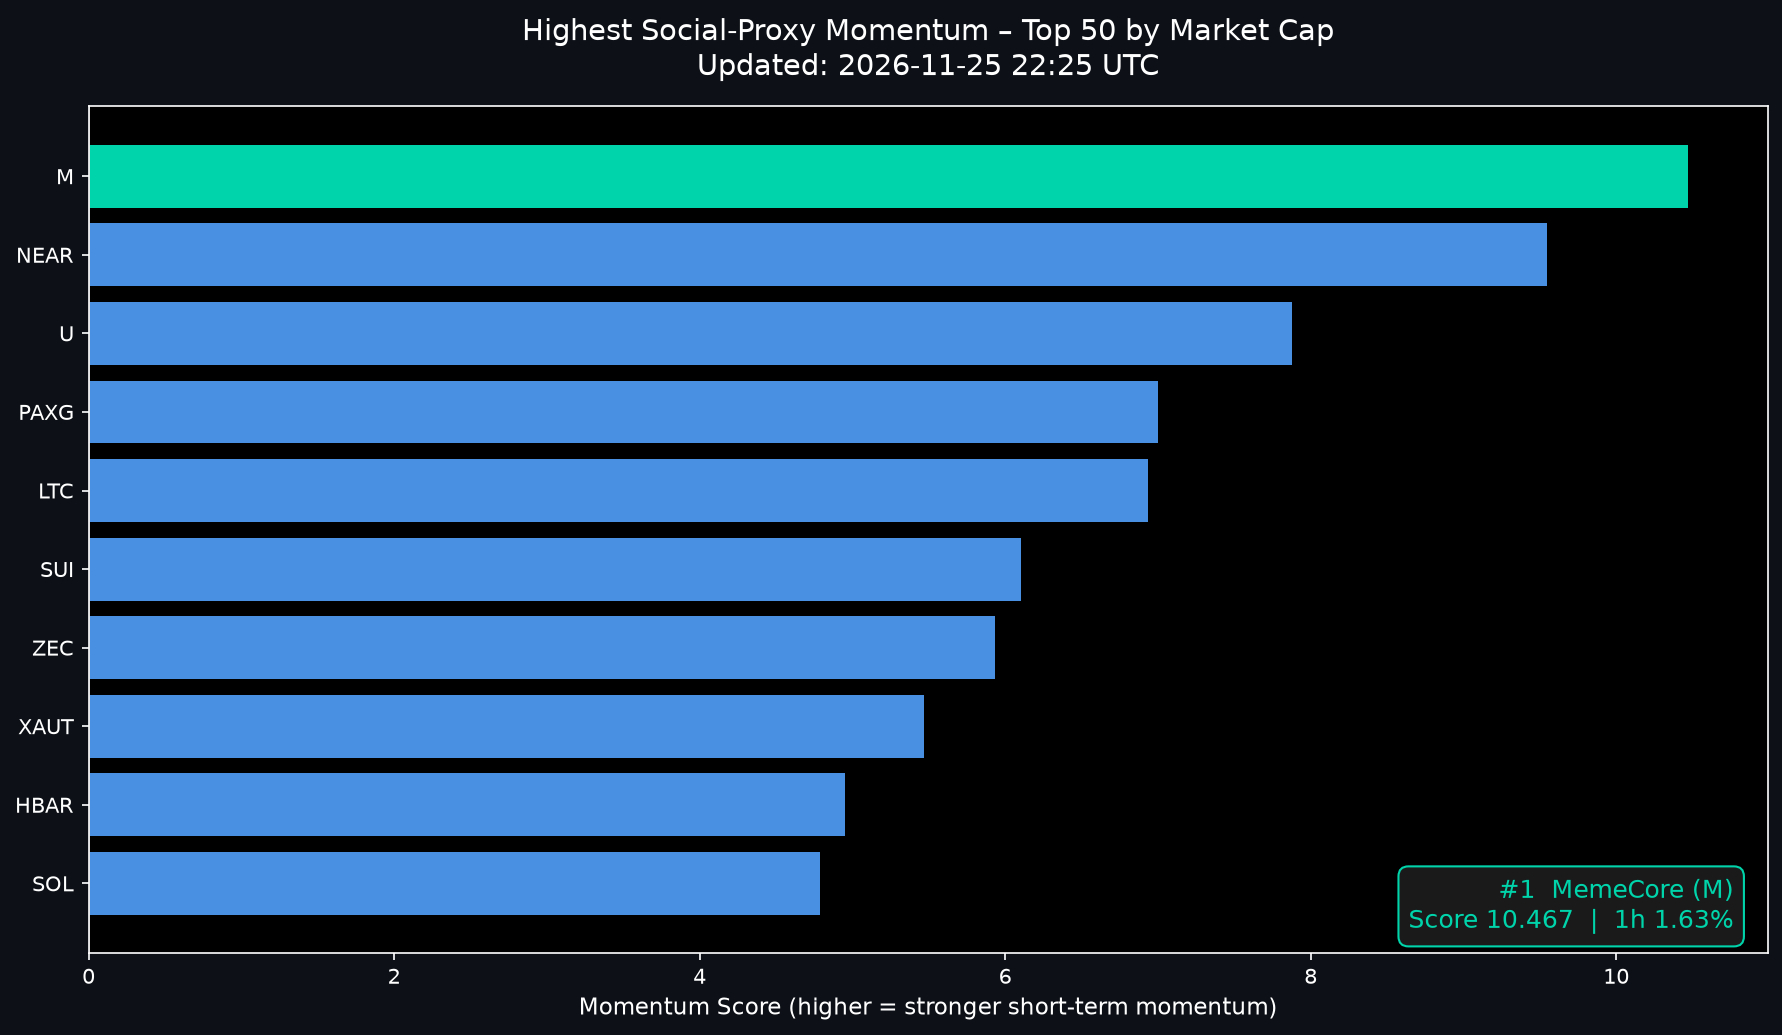 Highest Social-Proxy Momentum – Top 50 by Market Cap
Updated: 2026-11-25 22:25 UTC
M
NEAR
U
PAXG
LTC
SUI
ZEC
XAUT
HBAR
SOL
#1 MemeCore (M)
Score 10.467 | 1h 1.63%
0 2 4 6 8 10
Momentum Score (higher = stronger short-term momentum)